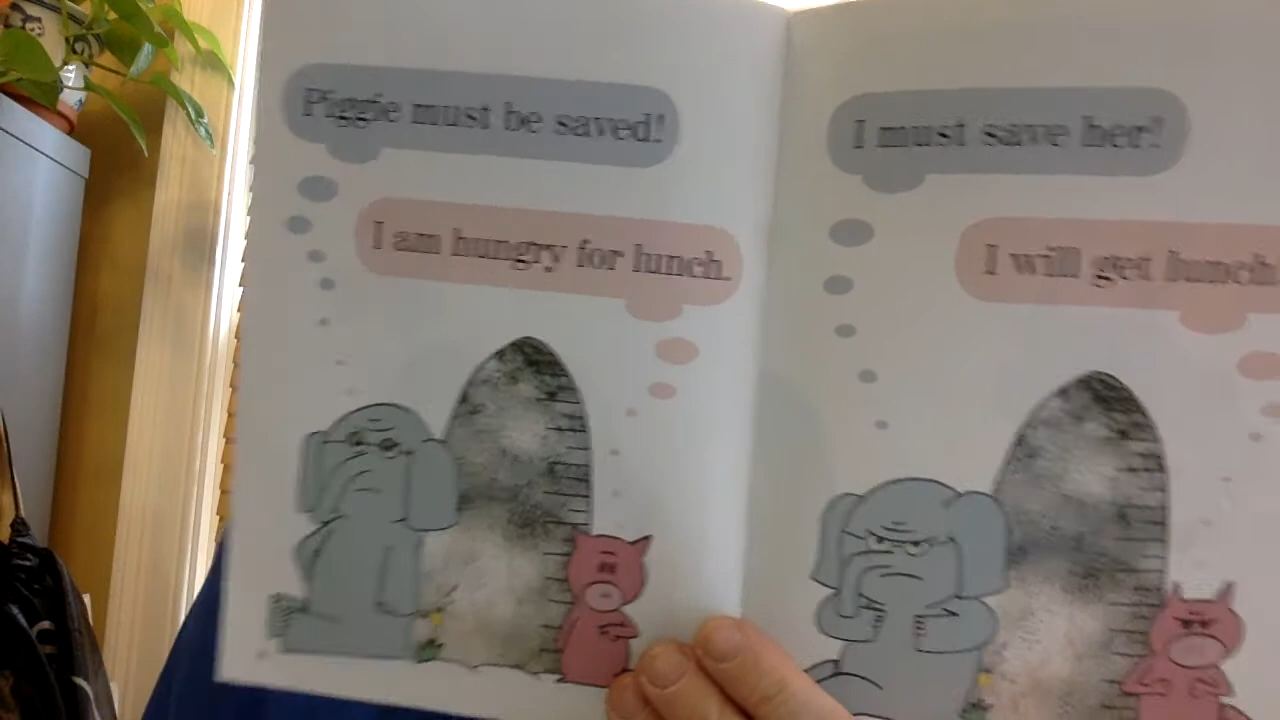 Piggie must be saved!
I am hungry for lunch.
I must save her!
I will get lunch